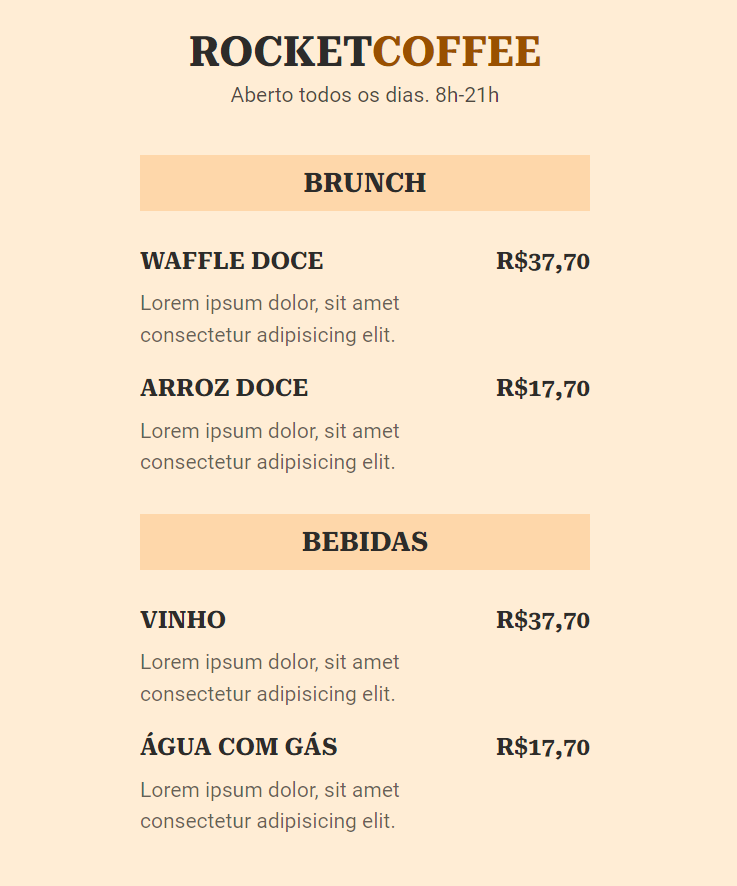 ROCKETCOFFEE
Aberto todos os dias. 8h-21h
BRUNCH
WAFFLE DOCE R$37,70
Lorem ipsum dolor, sit amet
consectetur adipisicing elit.
ARROZ DOCE R$17,70
Lorem ipsum dolor, sit amet
consectetur adipisicing elit.
BEBIDAS
VINHO R$37,70
Lorem ipsum dolor, sit amet
consectetur adipisicing elit.
ÁGUA COM GÁS R$17,70
Lorem ipsum dolor, sit amet
consectetur adipisicing elit.